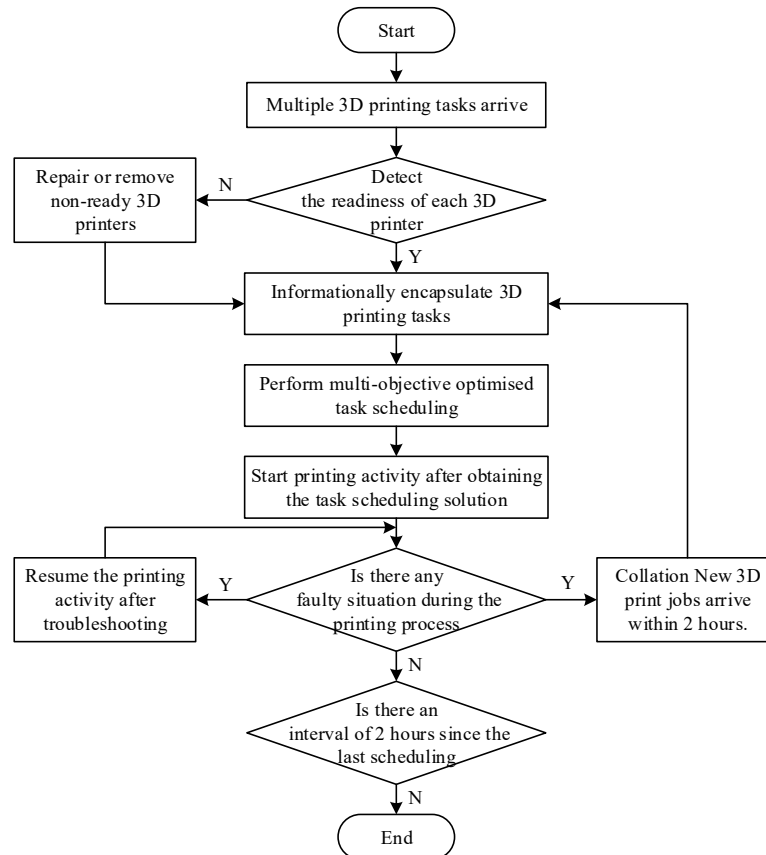 Start
Multiple 3D printing tasks arrive
Repair or remove
non-ready 3D
printers
N
Detect
the readiness of each 3D
printer
Y
Informationally encapsulate 3D
printing tasks
Perform multi-objective optimised
task scheduling
Start printing activity after obtaining
the task scheduling solution
Resume the printing
activity after
troubleshooting
Y
Is there any
faulty situation during the
printing process
Y
Collation New 3D
print jobs arrive
within 2 hours.
N
Is there an
interval of 2 hours since the
last scheduling
N
End